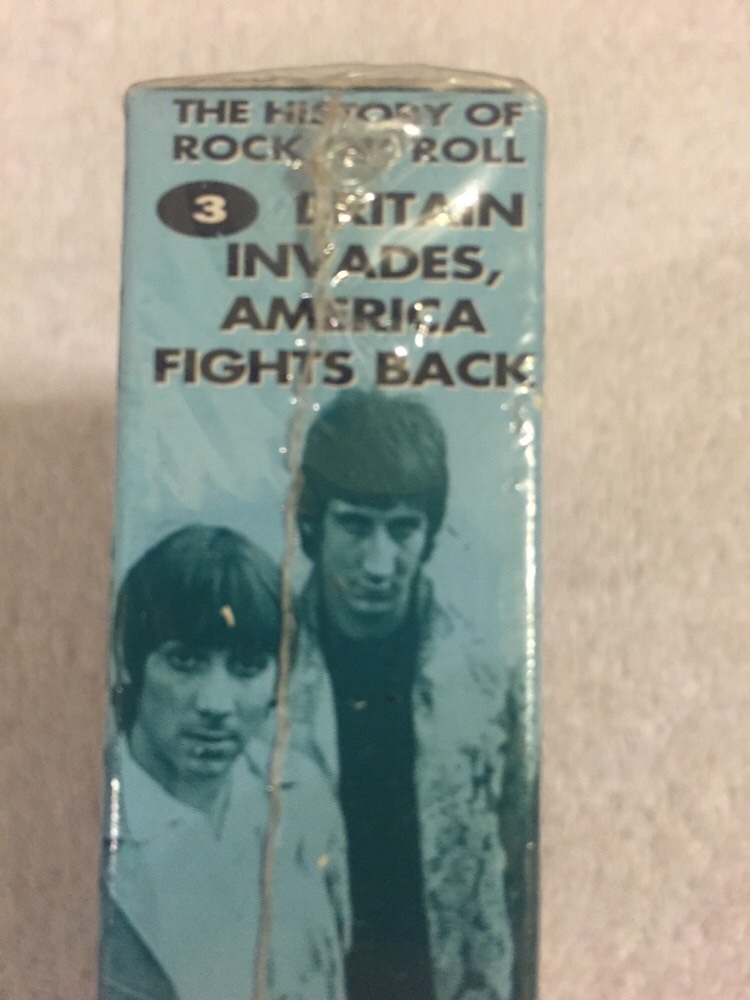 THE HISTORY OF
ROCK 'N' ROLL
3 BRITAIN
INVADES,
AMERICA
FIGHTS BACK